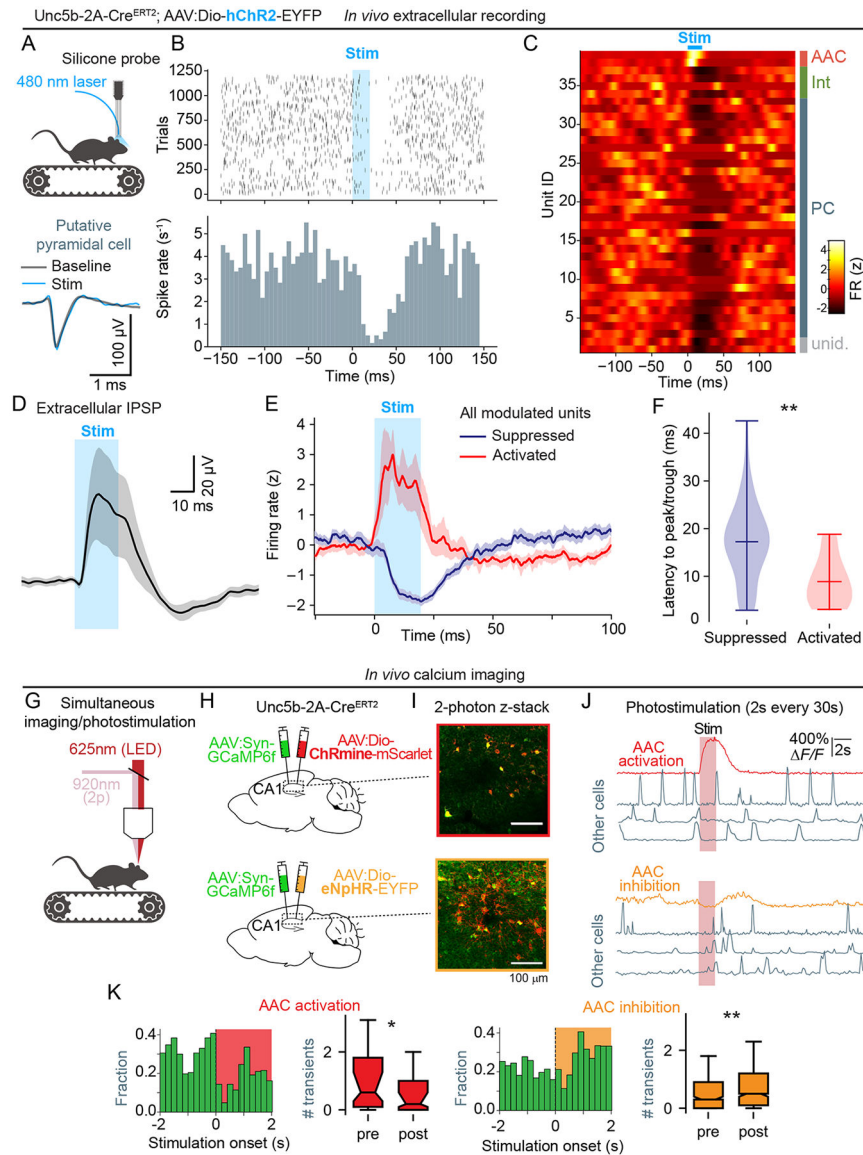 Unc5b-2A-CreERT2; AAV:Dio-hChR2-EYFP In vivo extracellular recording
A
Silicone probe
480 nm laser
Putative
pyramidal cell
Baseline
Stim
100 µV
1 ms
B
Stim
1250
1000
750
500
250
0
Trials
5
4
3
2
1
0
Spike rate (s-1)
−150 −100 −50 0 50 100 150
Time (ms)
C
Stim
AAC
Int
PC
unid.
35
30
25
20
15
10
5
Unit ID
4
2
0
-2
FR (z)
−100 −50 0 50 100
Time (ms)
D Extracellular IPSP
Stim
10 ms
20 µV
E
Stim
All modulated units
Suppressed
Activated
4
3
2
1
0
−1
−2
Firing rate (z)
0 25 50 75 100
Time (ms)
F
**
40
30
20
10
0
Latency to peak/trough (ms)
Suppressed
Activated
In vivo calcium imaging
G Simultaneous
imaging/photostimulation
625nm (LED)
920nm
(2p)
H Unc5b-2A-CreERT2
AAV:Syn-
GCaMP6f
AAV:Dio-
ChRmine-mScarlet
CA1
AAV:Syn-
GCaMP6f
AAV:Dio-
eNpHR-EYFP
CA1
I 2-photon z-stack
100 µm
J Photostimulation (2s every 30s)
Stim
400%
ΔF/F
2s
AAC
activation
Other cells
AAC
inhibition
Other cells
K
AAC activation
0.4
0.2
0.0
Fraction
-2 0 2
Stimulation onset (s)
*
2
0
# transients
pre post
AAC inhibition
0.4
0.2
0
Fraction
-2 0 2
Stimulation onset (s)
**
2
0
# transients
pre post